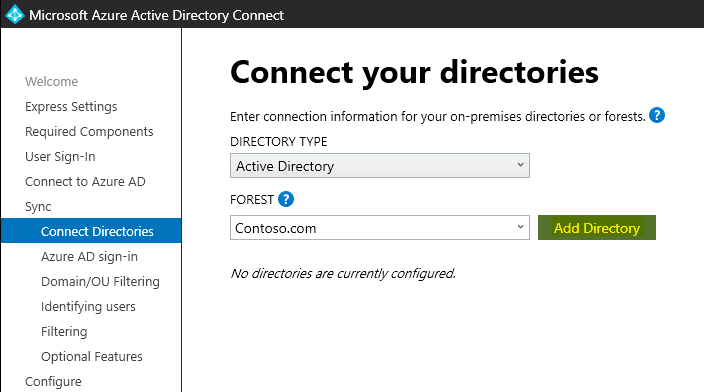 Microsoft Azure Active Directory Connect
Welcome
Express Settings
Required Components
User Sign-In
Connect to Azure AD
Sync
Connect Directories
Azure AD sign-in
Domain/OU Filtering
Identifying users
Filtering
Optional Features
Configure
Connect your directories
Enter connection information for your on-premises directories or forests. ?
DIRECTORY TYPE
Active Directory
FOREST ?
Contoso.com
Add Directory
No directories are currently configured.